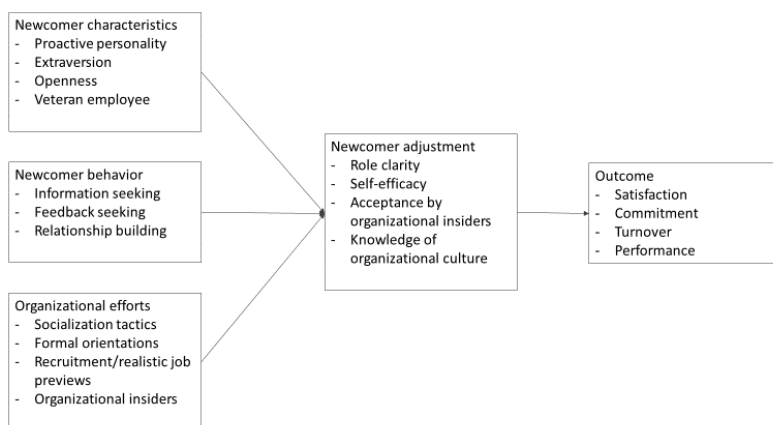 Newcomer characteristics
- Proactive personality
- Extraversion
- Openness
- Veteran employee
Newcomer behavior
- Information seeking
- Feedback seeking
- Relationship building
Organizational efforts
- Socialization tactics
- Formal orientations
- Recruitment/realistic job
previews
- Organizational insiders
Newcomer adjustment
- Role clarity
- Self-efficacy
- Acceptance by
organizational insiders
- Knowledge of
organizational culture
Outcome
- Satisfaction
- Commitment
- Turnover
- Performance